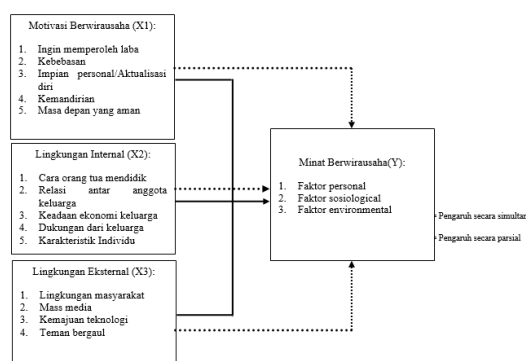 Motivasi Berwirausaha (X1):
1. Ingin memperoleh laba
2. Kebebasan
3. Impian personal/Aktualisasi
diri
4. Kemandirian
5. Masa depan yang aman
Lingkungan Internal (X2):
1. Cara orang tua mendidik
2. Relasi antar anggota
keluarga
3. Keadaan ekonomi keluarga
4. Dukungan dari keluarga
5. Karakteristik Individu
Lingkungan Eksternal (X3):
1. Lingkungan masyarakat
2. Mass media
3. Kemajuan teknologi
4. Teman bergaul
Minat Berwirausaha(Y):
1. Faktor personal
2. Faktor sosiological
3. Faktor environmental
Pengaruh secara simultan
Pengaruh secara parsial